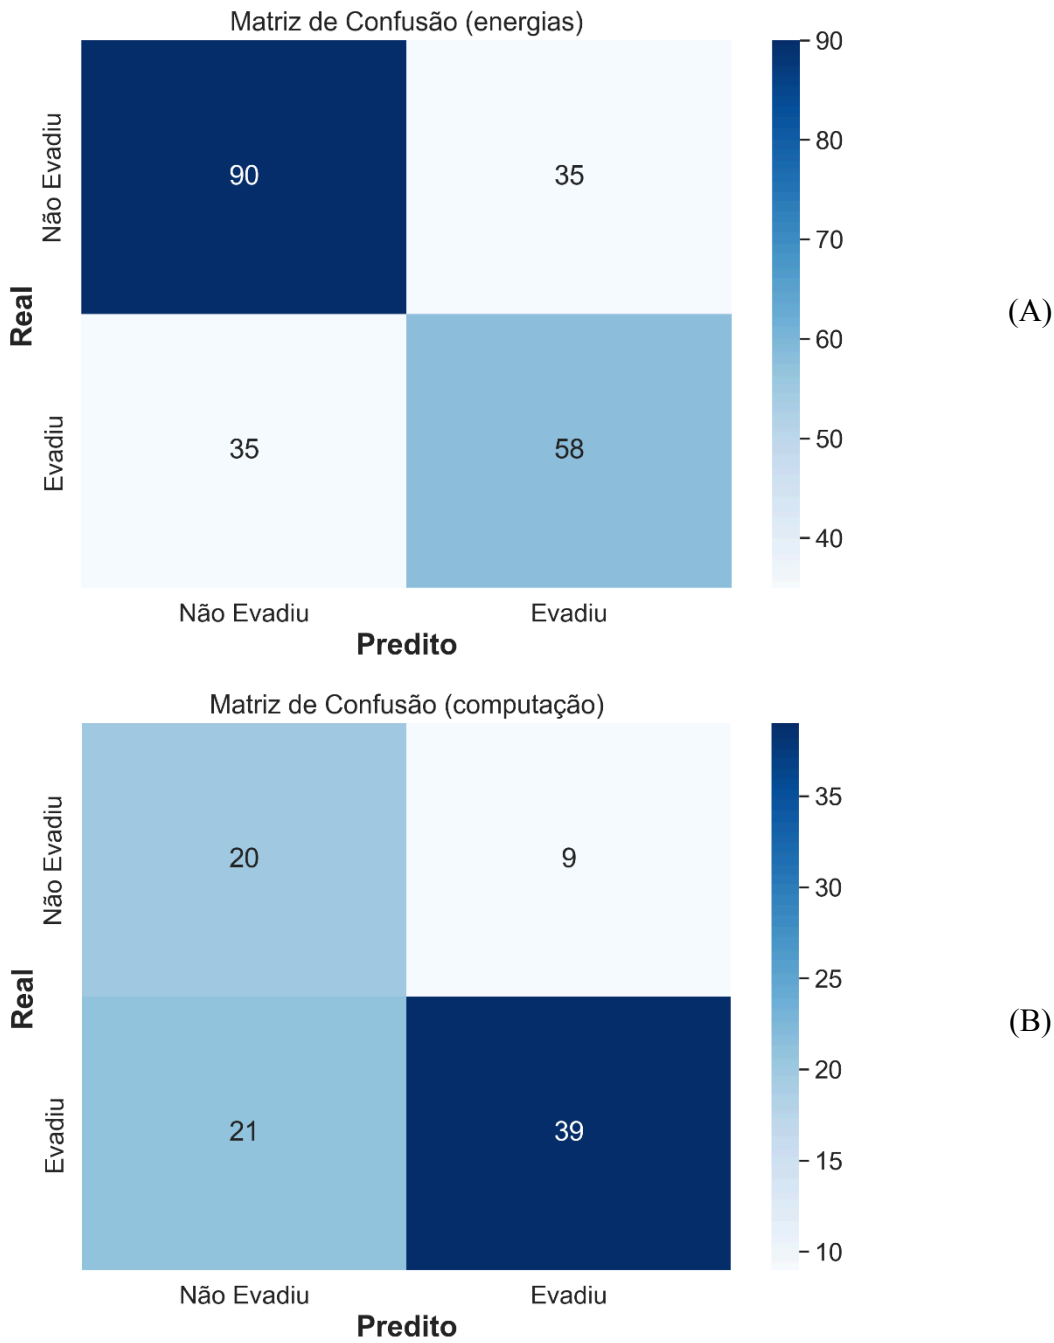 Matriz de Confusão (energias)
90
80
70
60
50
40
Não Evadiu
90
35
Real
(A)
Evadiu
35
58
Não Evadiu
Evadiu
Predito
Matriz de Confusão (computação)
35
30
25
20
15
10
Não Evadiu
20
9
Real
(B)
Evadiu
21
39
Não Evadiu
Evadiu
Predito